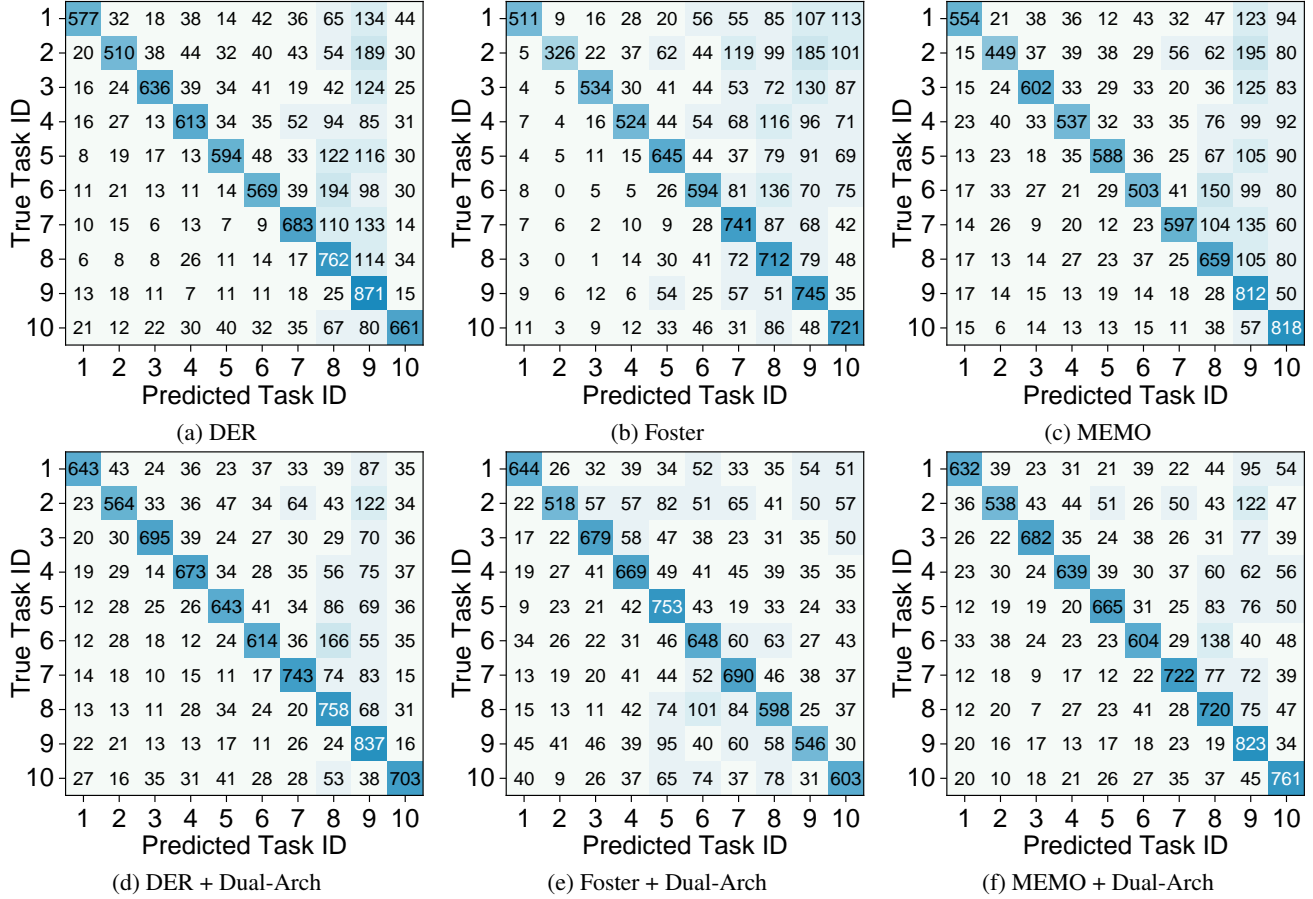 1 577 32 18 38 14 42 36 65 134 44
2 20 510 38 44 32 40 43 54 189 30
3 16 24 636 39 34 41 19 42 124 25
4 16 27 13 613 34 35 52 94 85 31
5 8 19 17 13 594 48 33 122 116 30
6 11 21 13 11 14 569 39 194 98 30
7 10 15 6 13 7 9 683 110 133 14
8 6 8 8 26 11 14 17 762 114 34
9 13 18 11 7 11 11 18 25 871 15
10 21 12 22 30 40 32 35 67 80 661
True Task ID
1 2 3 4 5 6 7 8 9 10
Predicted Task ID
(a) DER
1 511 9 16 28 20 56 55 85 107 113
2 5 326 22 37 62 44 119 99 185 101
3 4 5 534 30 41 44 53 72 130 87
4 7 4 16 524 44 54 68 116 96 71
5 4 5 11 15 645 44 37 79 91 69
6 8 0 5 5 26 594 81 136 70 75
7 7 6 2 10 9 28 741 87 68 42
8 3 0 1 14 30 41 72 712 79 48
9 9 6 12 6 54 25 57 51 745 35
10 11 3 9 12 33 46 31 86 48 721
True Task ID
1 2 3 4 5 6 7 8 9 10
Predicted Task ID
(b) Foster
1 554 21 38 36 12 43 32 47 123 94
2 15 449 37 39 38 29 56 62 195 80
3 15 24 602 33 29 33 20 36 125 83
4 23 40 33 537 32 33 35 76 99 92
5 13 23 18 35 588 36 25 67 105 90
6 17 33 27 21 29 503 41 150 99 80
7 14 26 9 20 12 23 597 104 135 60
8 17 13 14 27 23 37 25 659 105 80
9 17 14 15 13 19 14 18 28 812 50
10 15 6 14 13 13 15 11 38 57 818
True Task ID
1 2 3 4 5 6 7 8 9 10
Predicted Task ID
(c) MEMO
1 643 43 24 36 23 37 33 39 87 35
2 23 564 33 36 47 34 64 43 122 34
3 20 30 695 39 24 27 30 29 70 36
4 19 29 14 673 34 28 35 56 75 37
5 12 28 25 26 643 41 34 86 69 36
6 12 28 18 12 24 614 36 166 55 35
7 14 18 10 15 11 17 743 74 83 15
8 13 13 11 28 34 24 20 758 68 31
9 22 21 13 13 17 11 26 24 837 16
10 27 16 35 31 41 28 28 53 38 703
True Task ID
1 2 3 4 5 6 7 8 9 10
Predicted Task ID
(d) DER + Dual-Arch
1 644 26 32 39 34 52 33 35 54 51
2 22 518 57 57 82 51 65 41 50 57
3 17 22 679 58 47 38 23 31 35 50
4 19 27 41 669 49 41 45 39 35 35
5 9 23 21 42 753 43 19 33 24 33
6 34 26 22 31 46 648 60 63 27 43
7 13 19 20 41 44 52 690 46 38 37
8 15 13 11 42 74 101 84 598 25 37
9 45 41 46 39 95 40 60 58 546 30
10 40 9 26 37 65 74 37 78 31 603
True Task ID
1 2 3 4 5 6 7 8 9 10
Predicted Task ID
(e) Foster + Dual-Arch
1 632 39 23 31 21 39 22 44 95 54
2 36 538 43 44 51 26 50 43 122 47
3 26 22 682 35 24 38 26 31 77 39
4 23 30 24 639 39 30 37 60 62 56
5 12 19 19 20 665 31 25 83 76 50
6 33 38 24 23 23 604 29 138 40 48
7 12 18 9 17 12 22 722 77 72 39
8 12 20 7 27 23 41 28 720 75 47
9 20 16 17 13 17 18 23 19 823 34
10 20 10 18 21 26 27 35 37 45 761
True Task ID
1 2 3 4 5 6 7 8 9 10
Predicted Task ID
(f) MEMO + Dual-Arch